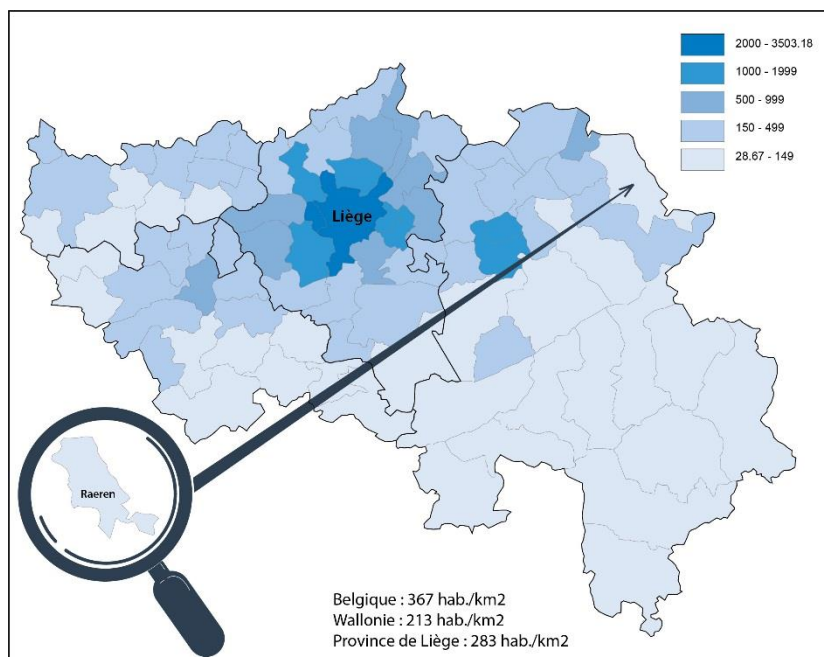 2000 - 3503.18
1000 - 1999
500 - 999
150 - 499
28.67 - 149
Liège
Raeren
Belgique : 367 hab./km2
Wallonie : 213 hab./km2
Province de Liège : 283 hab./km2